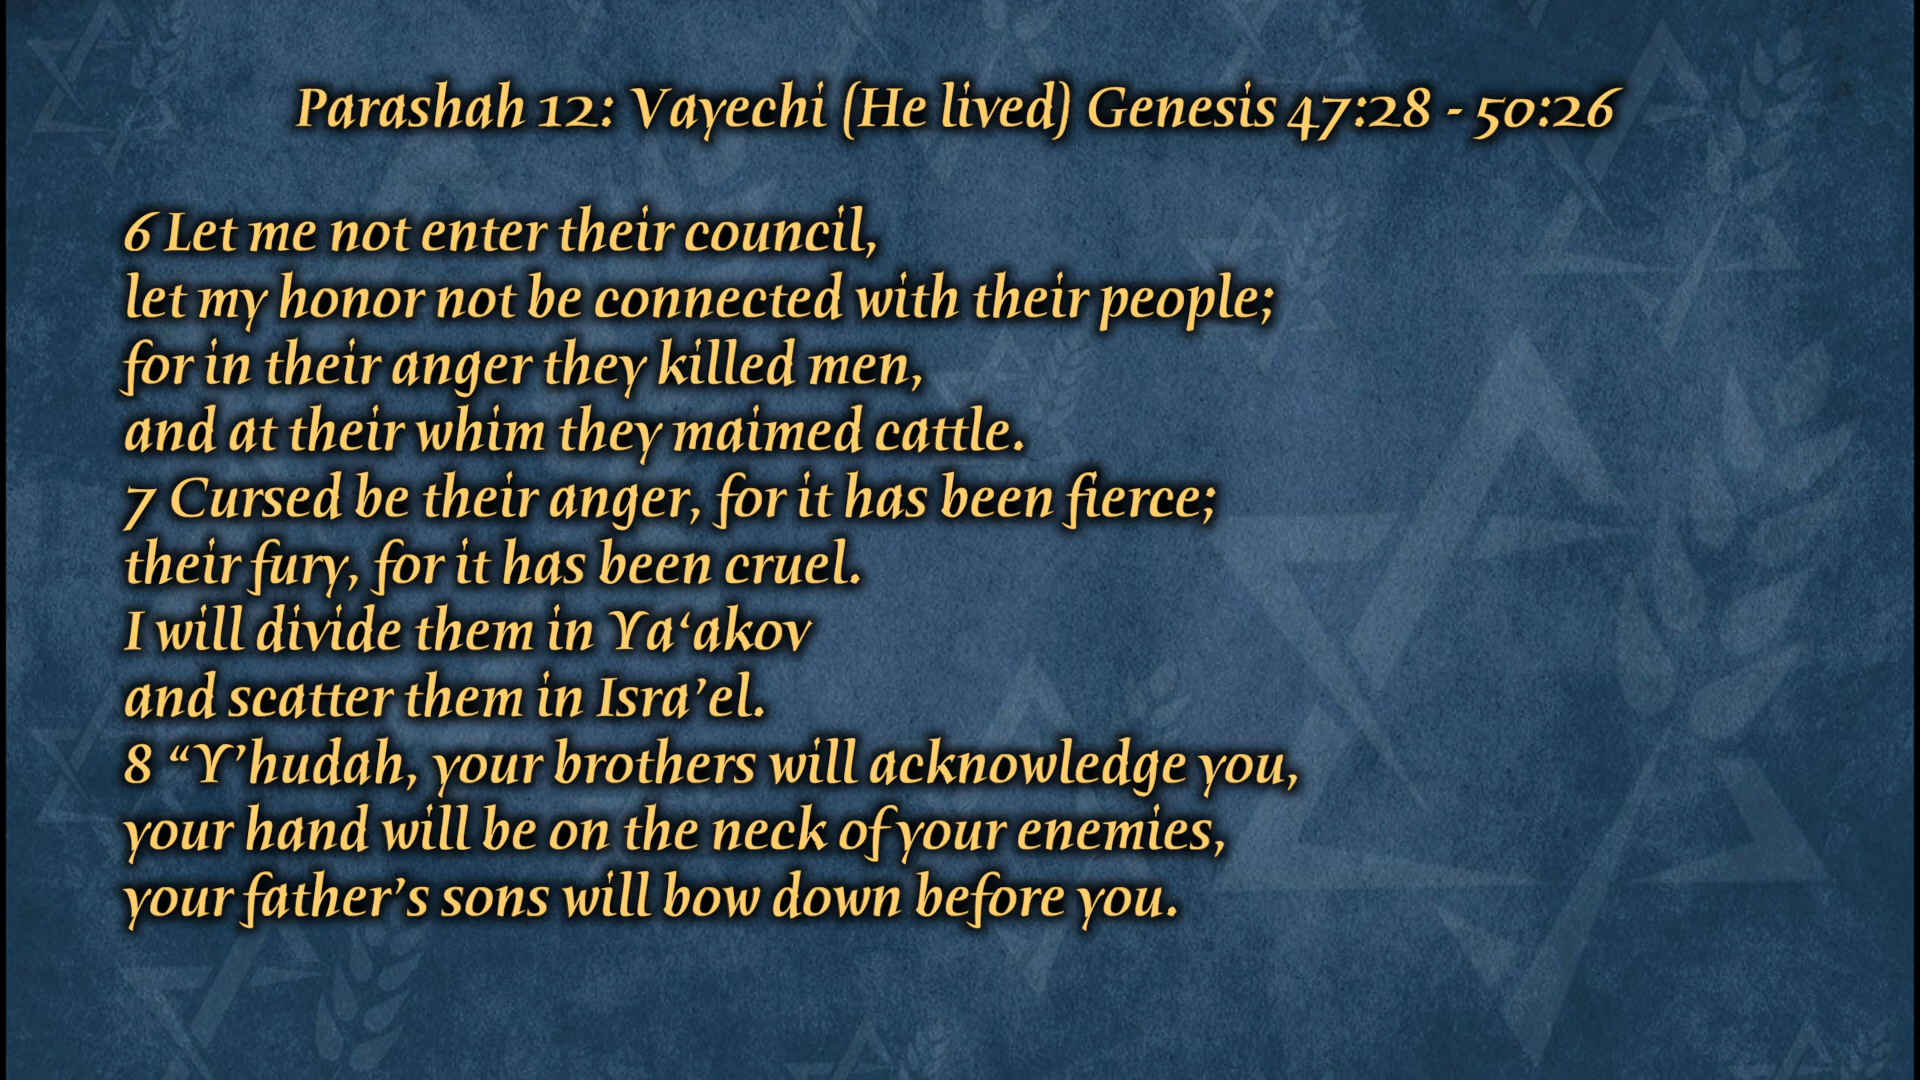 Parashah 12: Vayechi (He lived) Genesis 47:28 - 50:26
6 Let me not enter their council,
let my honor not be connected with their people;
for in their anger they killed men,
and at their whim they maimed cattle.
7 Cursed be their anger, for it has been fierce;
their fury, for it has been cruel.
I will divide them in Ya‘akov
and scatter them in Isra’el.
8 “Y’hudah, your brothers will acknowledge you,
your hand will be on the neck of your enemies,
your father’s sons will bow down before you.